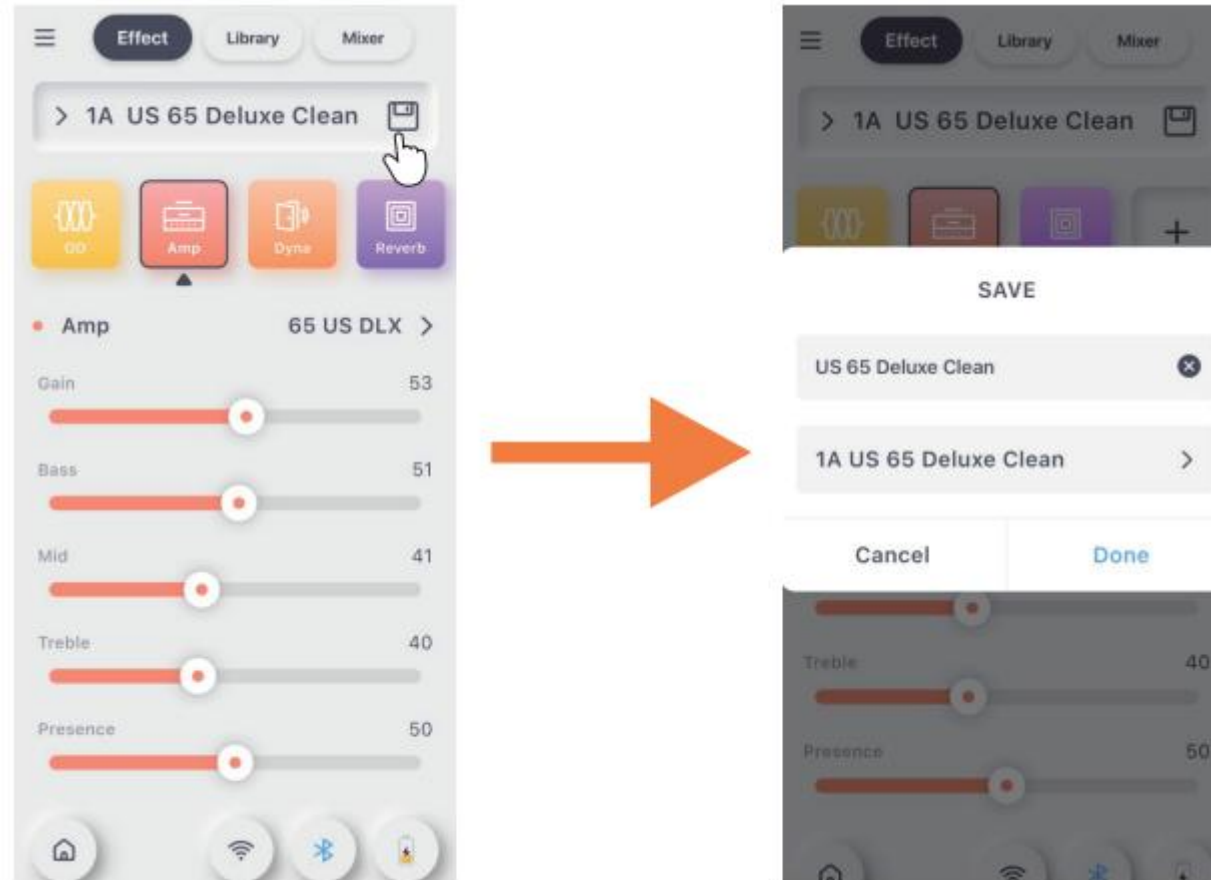 Effect Library Mixer
1A US 65 Deluxe Clean
OD Amp Dyna Reverb
Amp 65 US DLX
Gain 53
Bass 51
Mid 41
Treble 40
Presence 50
Effect Library Mixer
1A US 65 Deluxe Clean
SAVE
US 65 Deluxe Clean
1A US 65 Deluxe Clean
Cancel Done
Treble 40
Presence 50